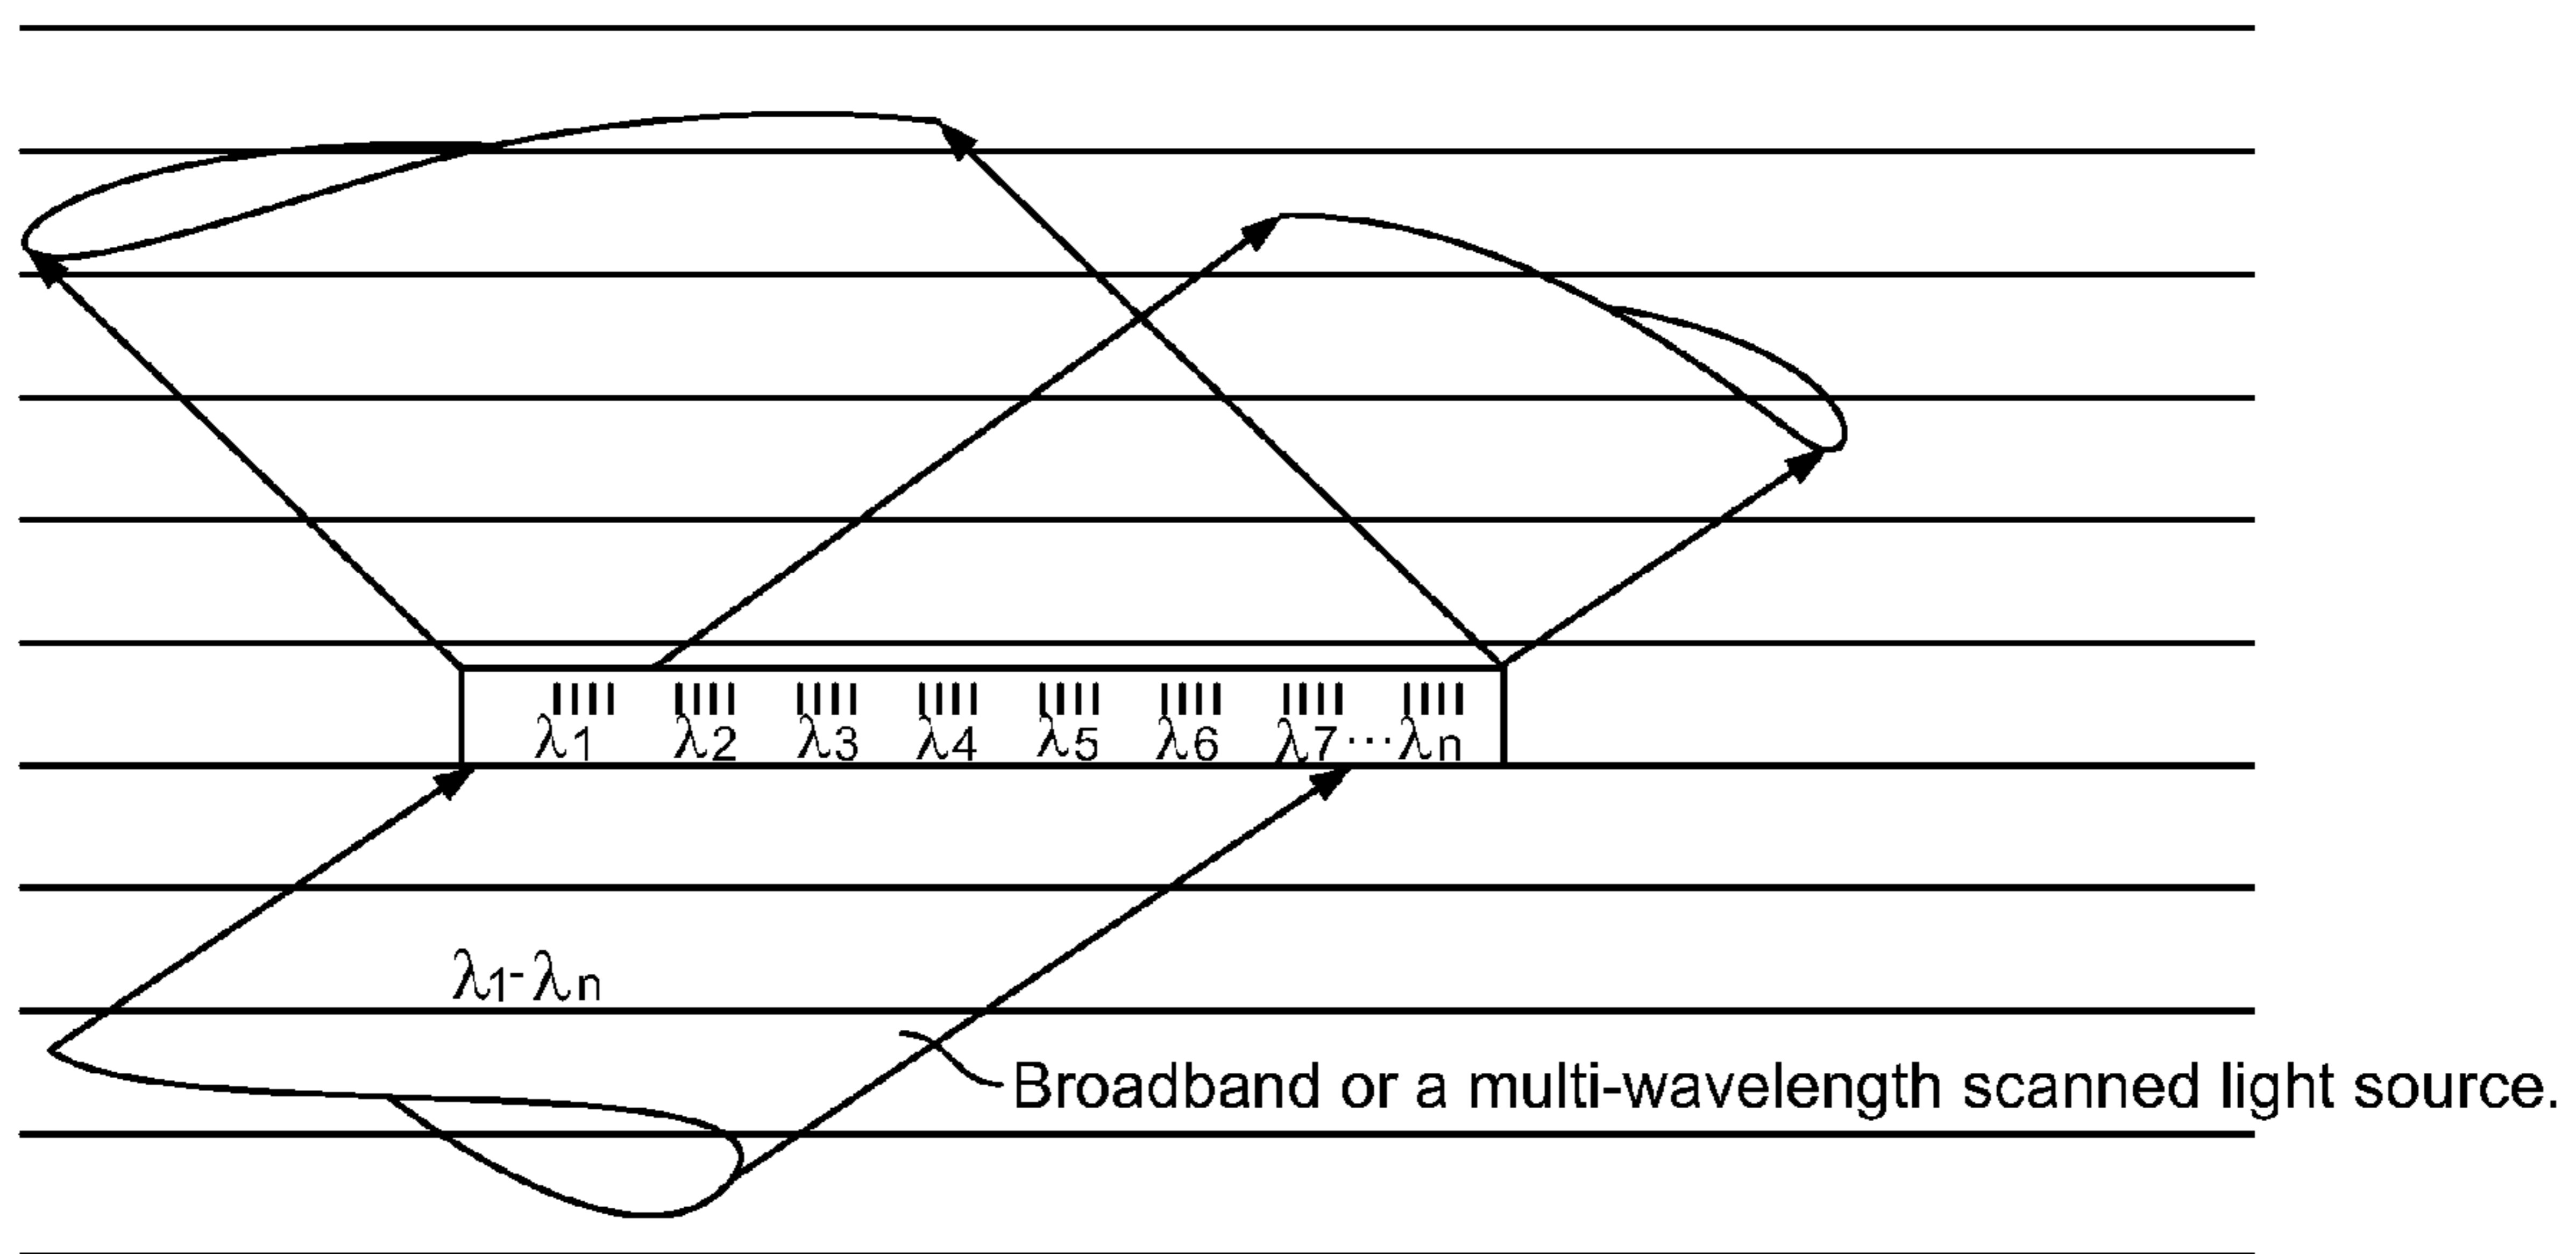 λ1 λ2 λ3 λ4 λ5 λ6 λ7···λn
λ1-λn
Broadband or a multi-wavelength scanned light source.